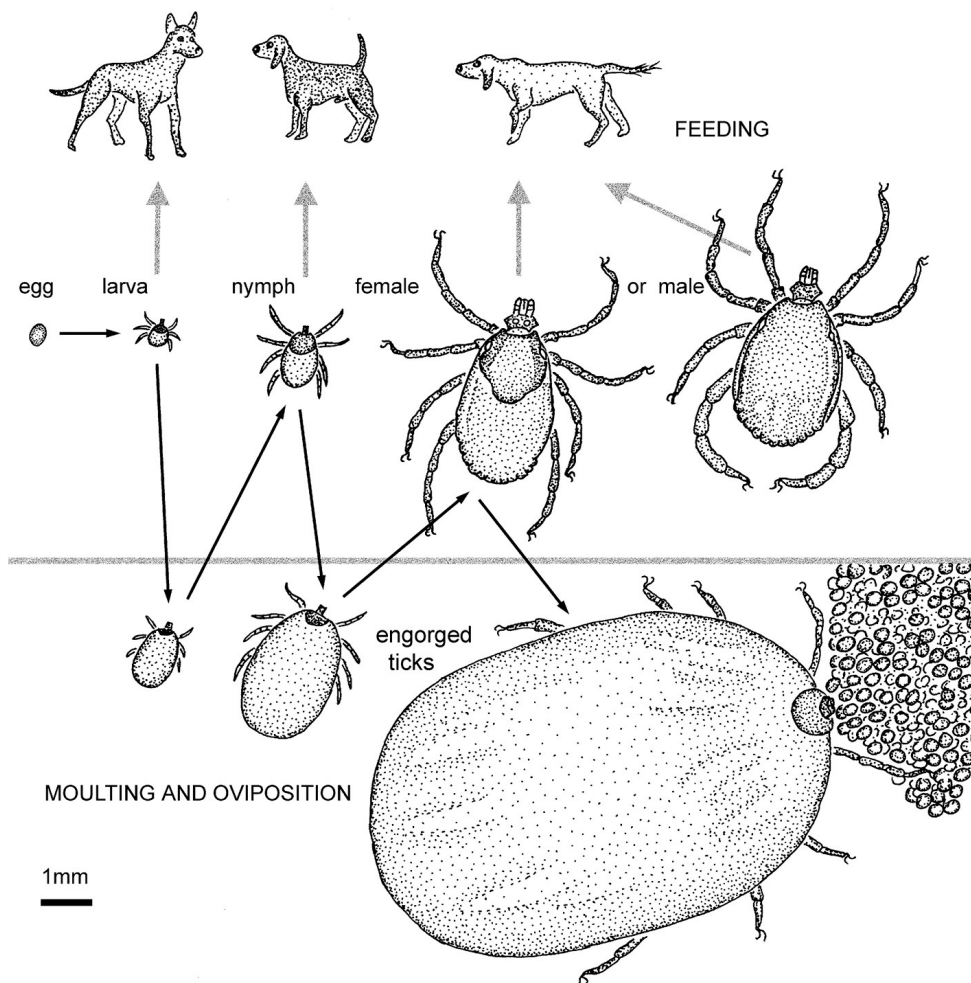 FEEDING
egg larva nymph female or male
engorged
ticks
MOULTING AND OVIPOSITION
1mm